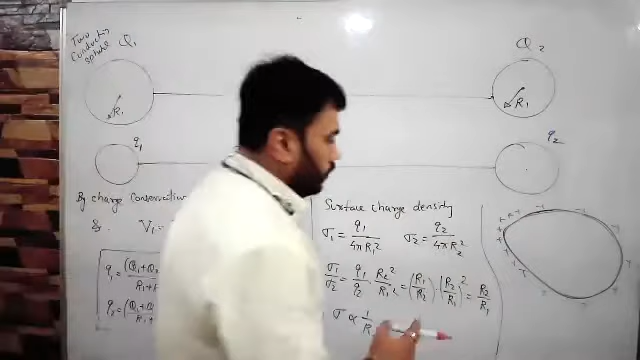 Two
Conducting
sphere
Q₁
Q₂
R₁
R₁
q₁
q₂
By charge Conservation
&. V₁ =
q₁ = (Q₁+Q₂
R₁+R
q₂ = (Q₁+Q
R₁+R
Surface charge density
σ₁ = q₁/4πR₁² σ₂ = q₂/4πR₂²
σ₁/σ₂ = q₁/q₂ · R₂²/R₁² = (R₁/R₂) · (R₂/R₁)² = R₂/R₁
σ ∝ 1/R